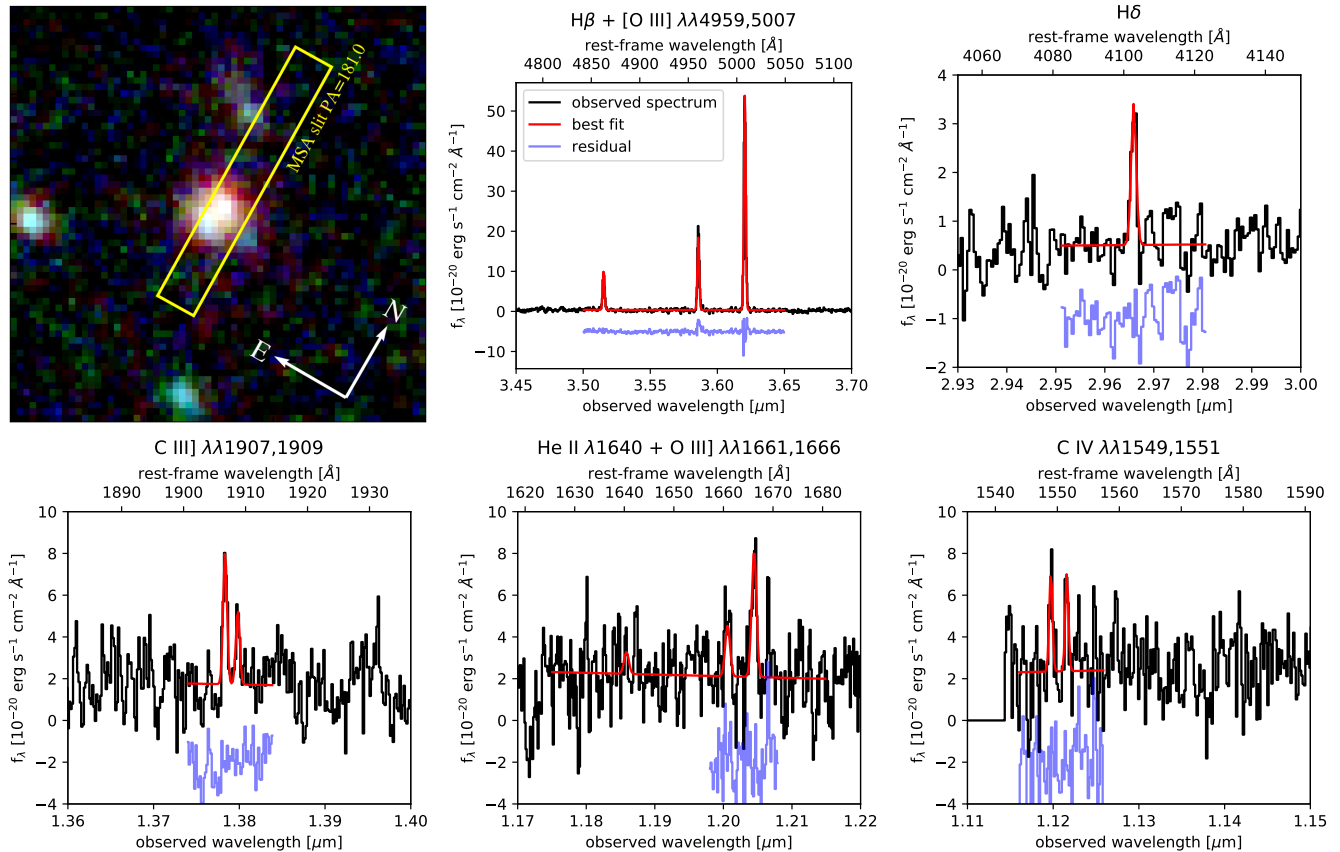 MSA slit PA=181.0
E
N
Hβ + [O III] λλ4959,5007
rest-frame wavelength [Å]
4800 4850 4900 4950 5000 5050 5100
observed spectrum
best fit
residual
50
40
30
20
10
0
−10
f_λ [10⁻²⁰ erg s⁻¹ cm⁻² Å⁻¹]
3.45 3.50 3.55 3.60 3.65 3.70
observed wavelength [μm]
Hδ
rest-frame wavelength [Å]
4060 4080 4100 4120 4140
4
3
2
1
0
−1
−2
f_λ [10⁻²⁰ erg s⁻¹ cm⁻² Å⁻¹]
2.93 2.94 2.95 2.96 2.97 2.98 2.99 3.00
observed wavelength [μm]
C III] λλ1907,1909
rest-frame wavelength [Å]
1890 1900 1910 1920 1930
10
8
6
4
2
0
−2
−4
f_λ [10⁻²⁰ erg s⁻¹ cm⁻² Å⁻¹]
1.36 1.37 1.38 1.39 1.40
observed wavelength [μm]
He II λ1640 + O III] λλ1661,1666
rest-frame wavelength [Å]
1620 1630 1640 1650 1660 1670 1680
10
8
6
4
2
0
−2
−4
f_λ [10⁻²⁰ erg s⁻¹ cm⁻² Å⁻¹]
1.17 1.18 1.19 1.20 1.21 1.22
observed wavelength [μm]
C IV λλ1549,1551
rest-frame wavelength [Å]
1540 1550 1560 1570 1580 1590
10
8
6
4
2
0
−2
−4
f_λ [10⁻²⁰ erg s⁻¹ cm⁻² Å⁻¹]
1.11 1.12 1.13 1.14 1.15
observed wavelength [μm]